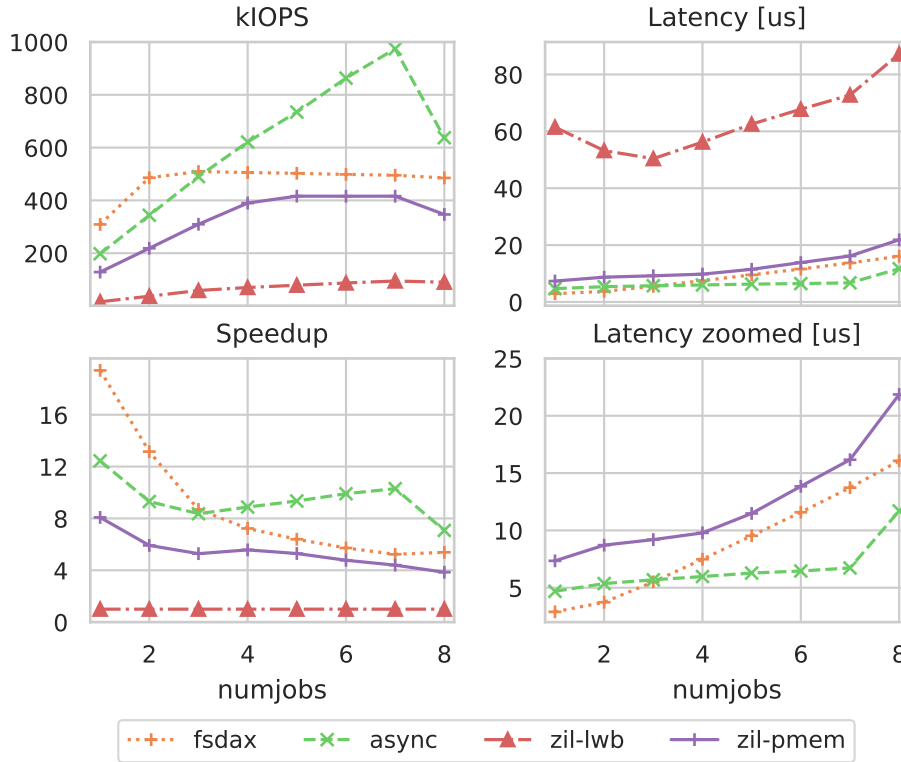 kIOPS
1000
800
600
400
200
Latency [us]
80
60
40
20
0
Speedup
16
12
8
4
0
2 4 6 8
numjobs
Latency zoomed [us]
25
20
15
10
5
2 4 6 8
numjobs
fsdax async zil-lwb zil-pmem